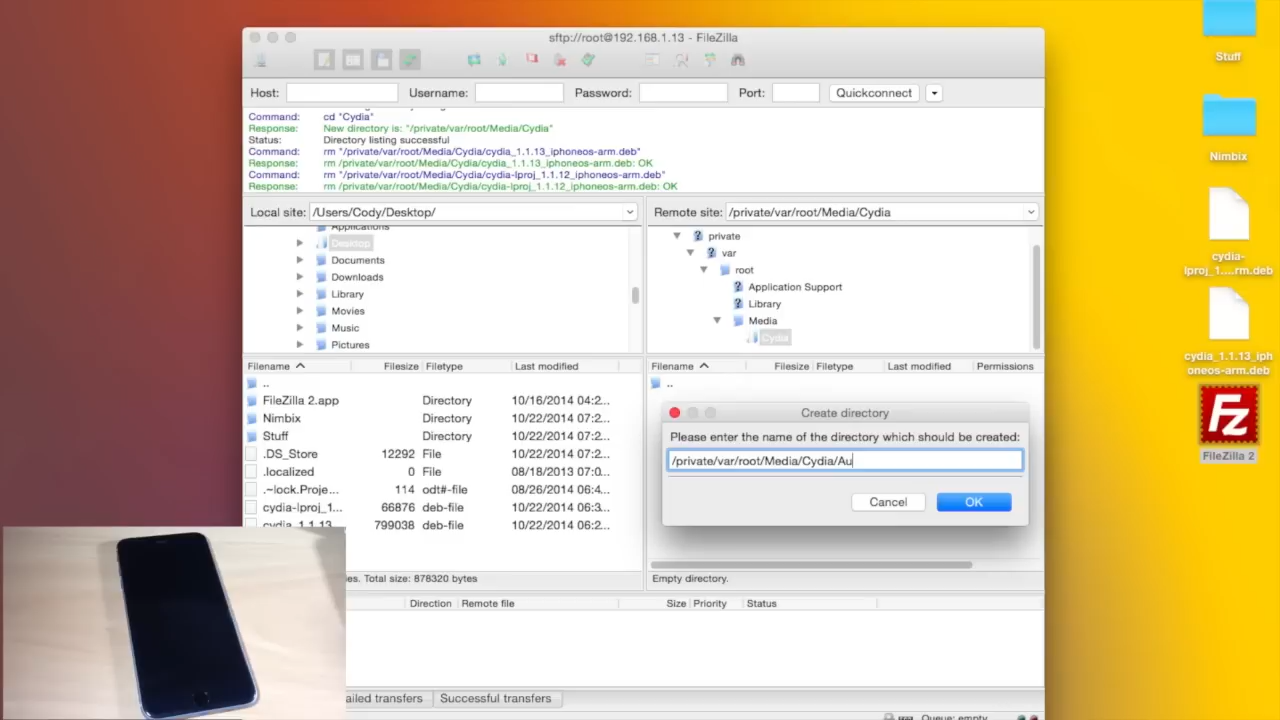 sftp://root@192.168.1.13 - FileZilla
Host:
Username:
Password:
Port:
Quickconnect
Command: cd "Cydia"
Response: New directory is: "/private/var/root/Media/Cydia"
Status: Directory listing successful
Command: rm "/private/var/root/Media/Cydia/cydia_1.1.13_iphoneos-arm.deb"
Response: rm /private/var/root/Media/Cydia/cydia_1.1.13_iphoneos-arm.deb: OK
Command: rm "/private/var/root/Media/Cydia/cydia-lproj_1.1.12_iphoneos-arm.deb"
Response: rm /private/var/root/Media/Cydia/cydia-lproj_1.1.12_iphoneos-arm.deb: OK
Local site: /Users/Cody/Desktop/
Applications
Desktop
Documents
Downloads
Library
Movies
Music
Pictures
Remote site: /private/var/root/Media/Cydia
private
var
root
Application Support
Library
Media
Cydia
Filename Filesize Filetype Last modified
..
FileZilla 2.app Directory 10/16/2014 04:2...
Nimbix Directory 10/22/2014 07:...
Stuff Directory 10/22/2014 07:...
.DS_Store 12292 File 10/22/2014 07:...
.localized 0 File 08/18/2013 07:0...
.~lock.Proje... 114 odt#-file 08/26/2014 06:4...
cydia-lproj_1... 66876 deb-file 10/22/2014 06:3...
cydia_1.1.13... 799038 deb-file 10/22/2014 06:2...
es. Total size: 878320 bytes
Filename Filesize Filetype Last modified Permissions
..
Create directory
Please enter the name of the directory which should be created:
/private/var/root/Media/Cydia/Au
Cancel
OK
Empty directory.
Direction Remote file Size Priority Status
ailed transfers
Successful transfers
Queue: empty
Stuff
Nimbix
cydia-
lproj_1....rm.deb
cydia_1.1.13_iph
oneos-arm.deb
Fz
FileZilla 2